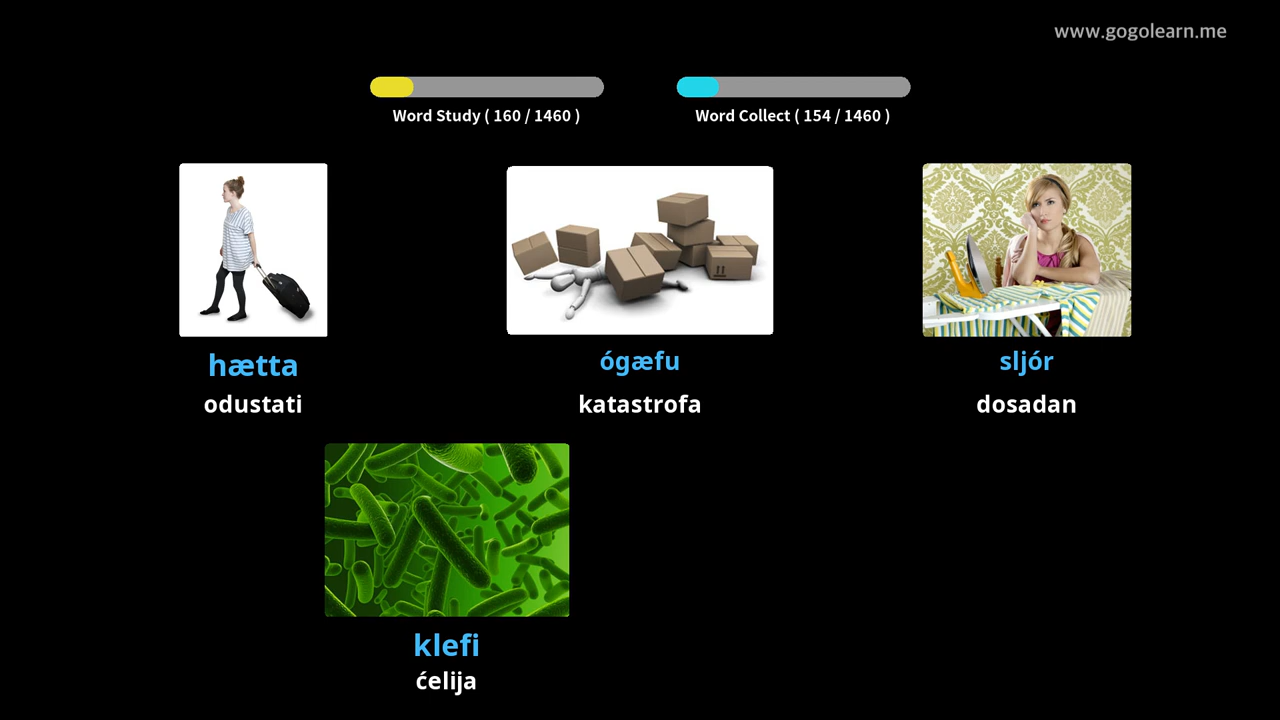 www.gogolearn.me
Word Study ( 160 / 1460 )
Word Collect ( 154 / 1460 )
hætta
odustati
ógæfu
katastrofa
sljór
dosadan
klefi
ćelija